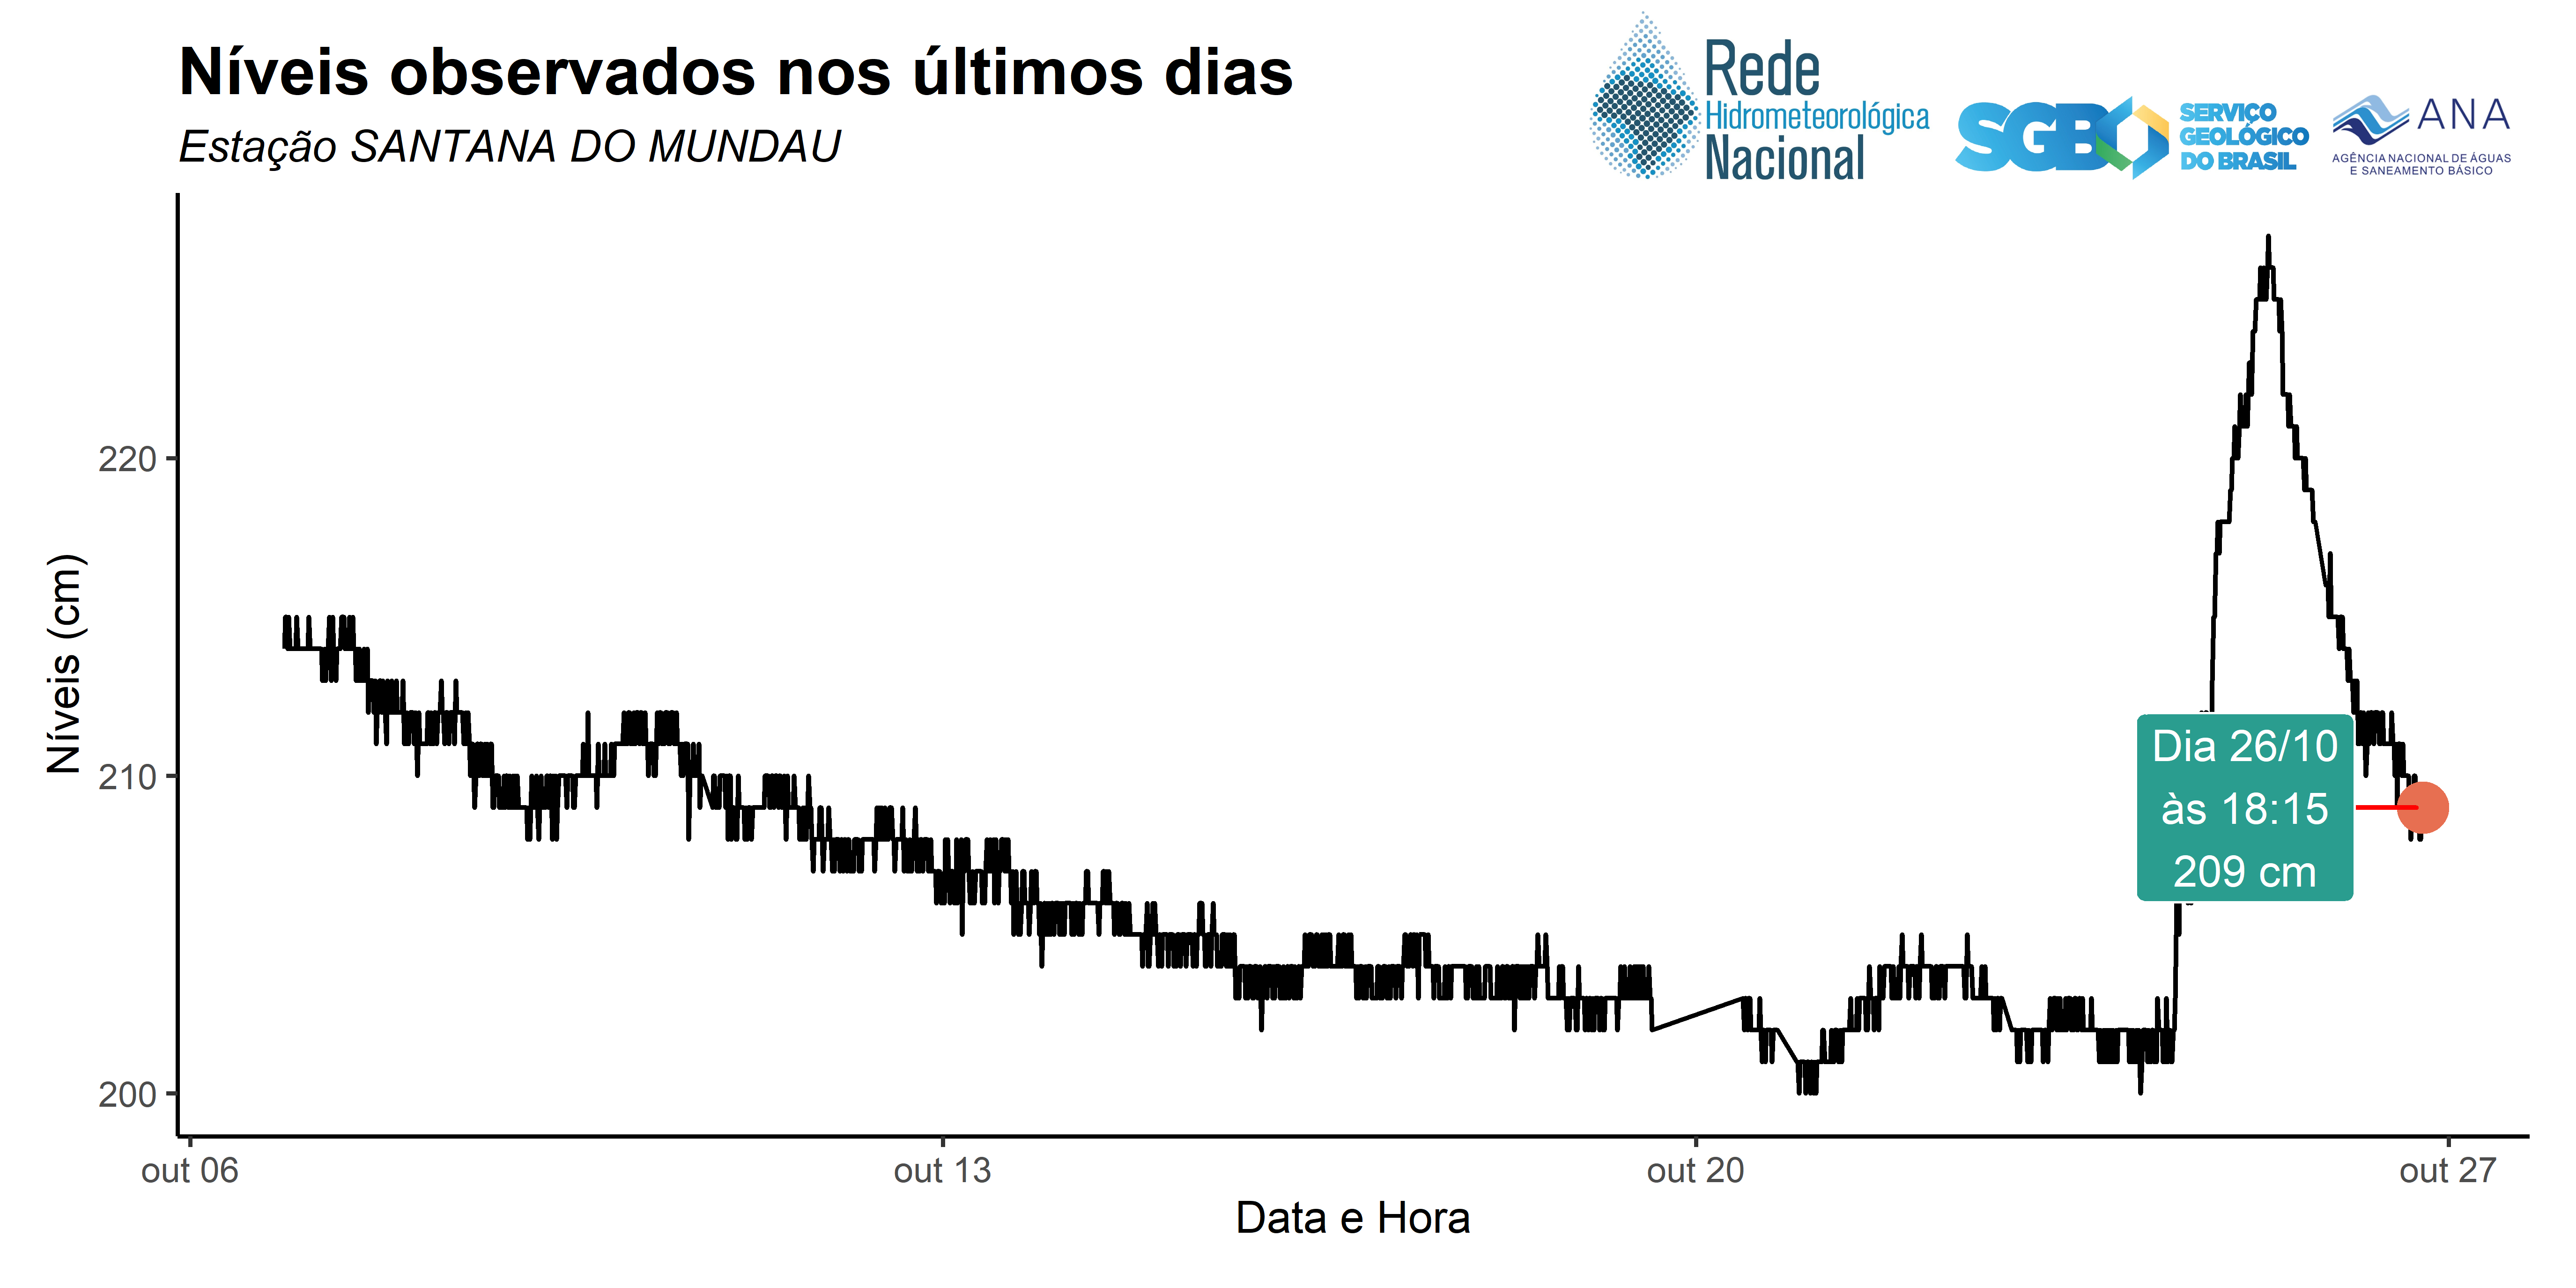 Níveis observados nos últimos dias
Estação SANTANA DO MUNDAU
Rede
Hidrometeorológica
Nacional
SGB
SERVIÇO
GEOLÓGICO
DO BRASIL
ANA
AGÊNCIA NACIONAL DE ÁGUAS
E SANEAMENTO BÁSICO
Níveis (cm)
220
210
200
Dia 26/10
às 18:15
209 cm
out 06
out 13
out 20
out 27
Data e Hora